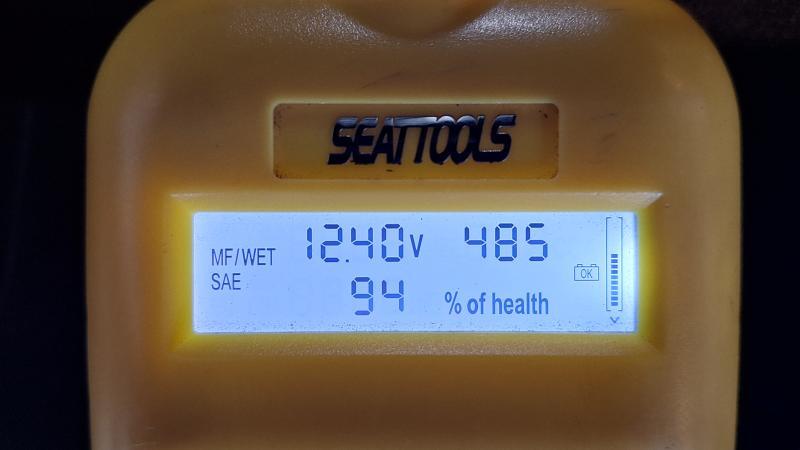 SEATTOOLS
MF/WET 12.40V 485
SAE 94 % of health
OK